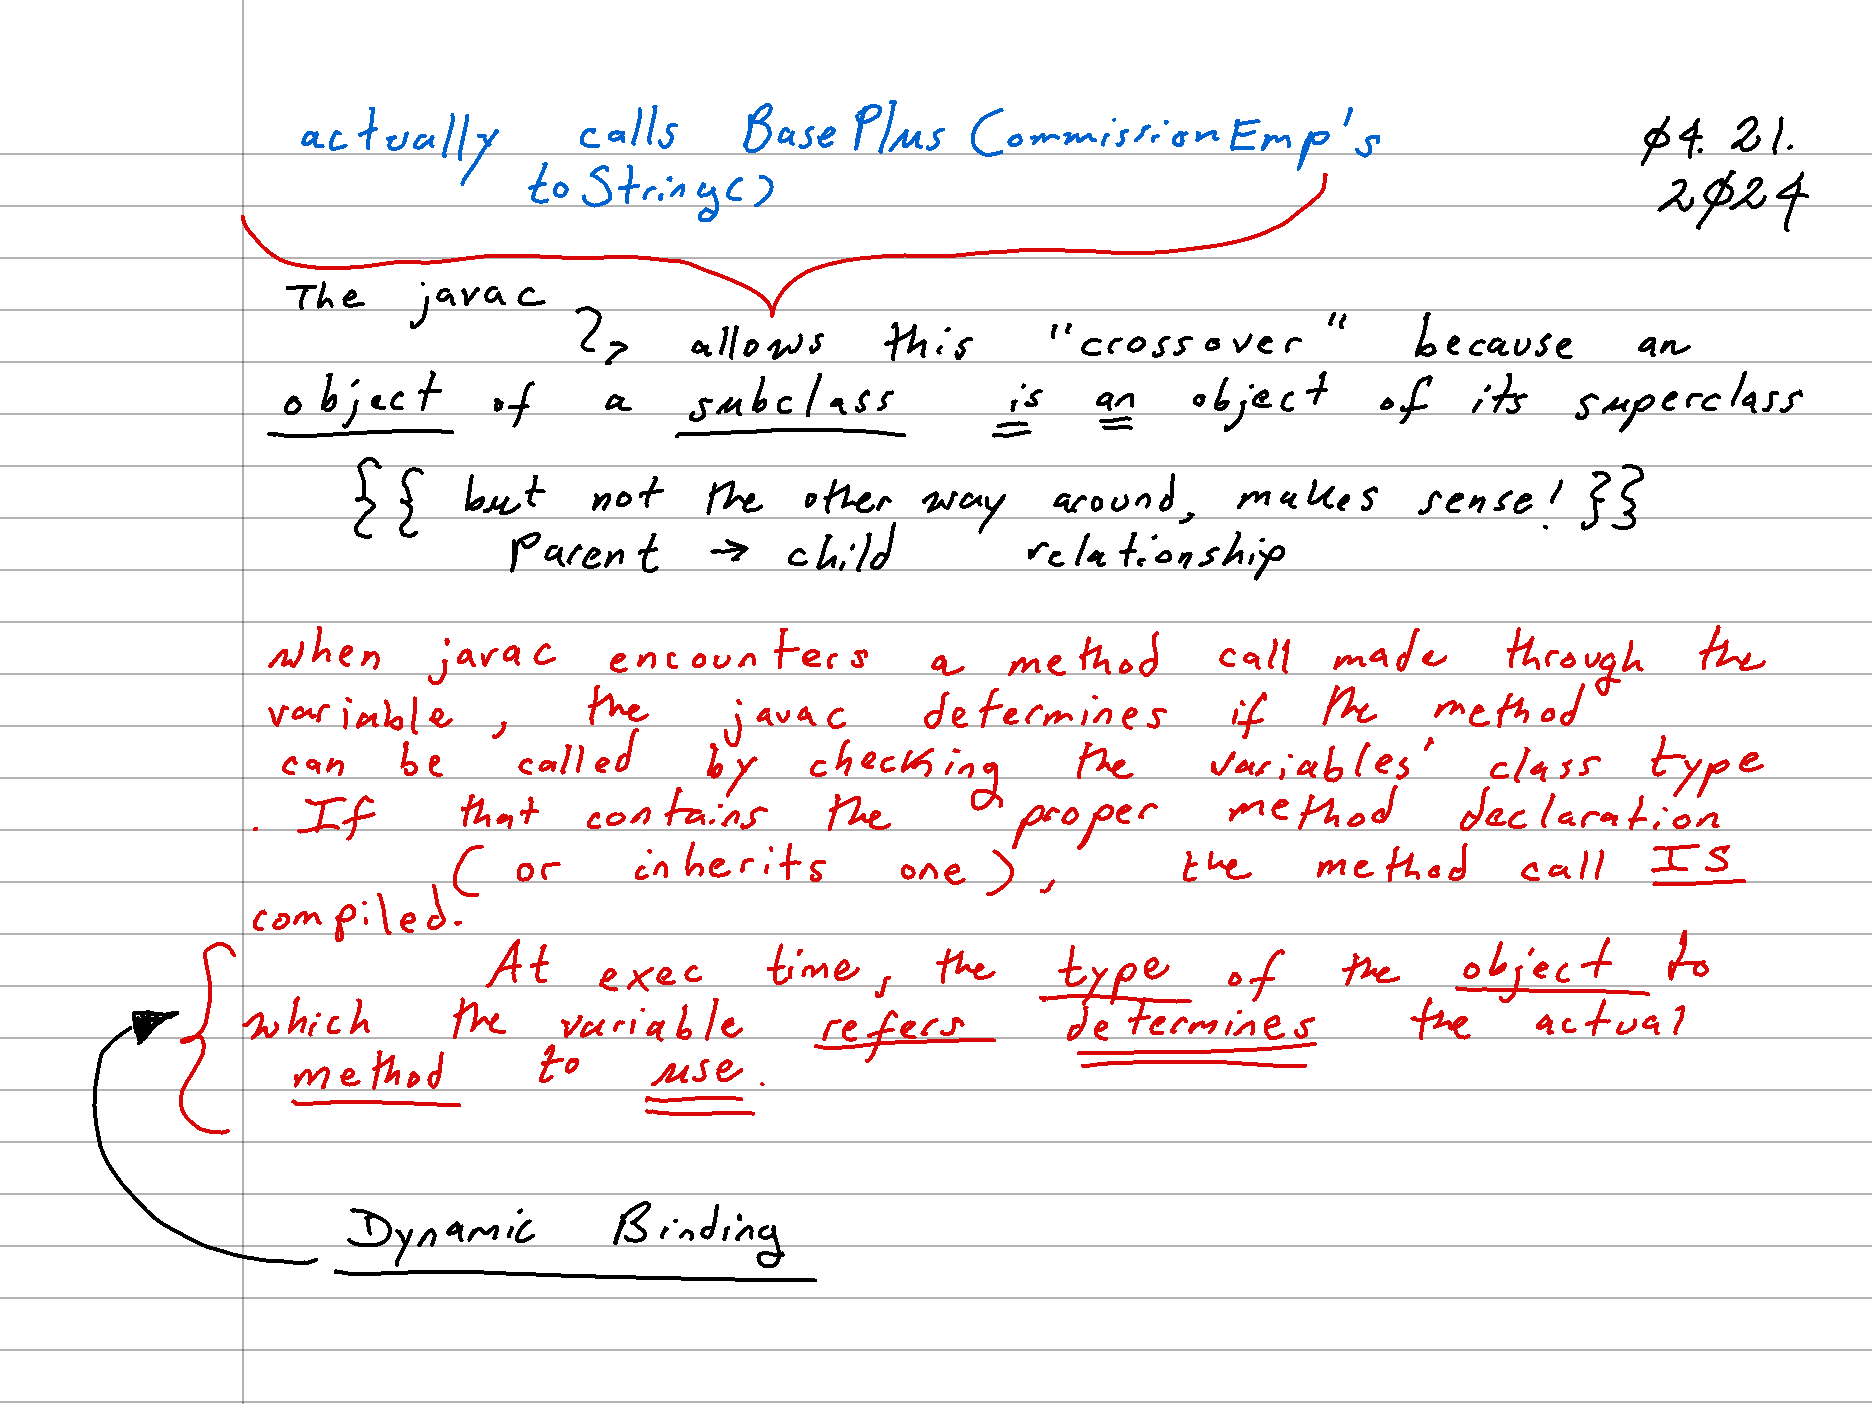 actually calls BasePlusCommissionEmp's
toString()
04.21.
2024
The javac
allows this "crossover" because an
object of a subclass is an object of its superclass
{{ but not the other way around, makes sense! }}
Parent → child relationship
when javac encounters a method call made through the
variable, the javac determines if the method
can be called by checking the variables' class type
. If that contains the proper method declaration
(or inherits one), the method call IS
compiled.
At exec time, the type of the object to
which the variable refers determines the actual
method to use.
Dynamic Binding